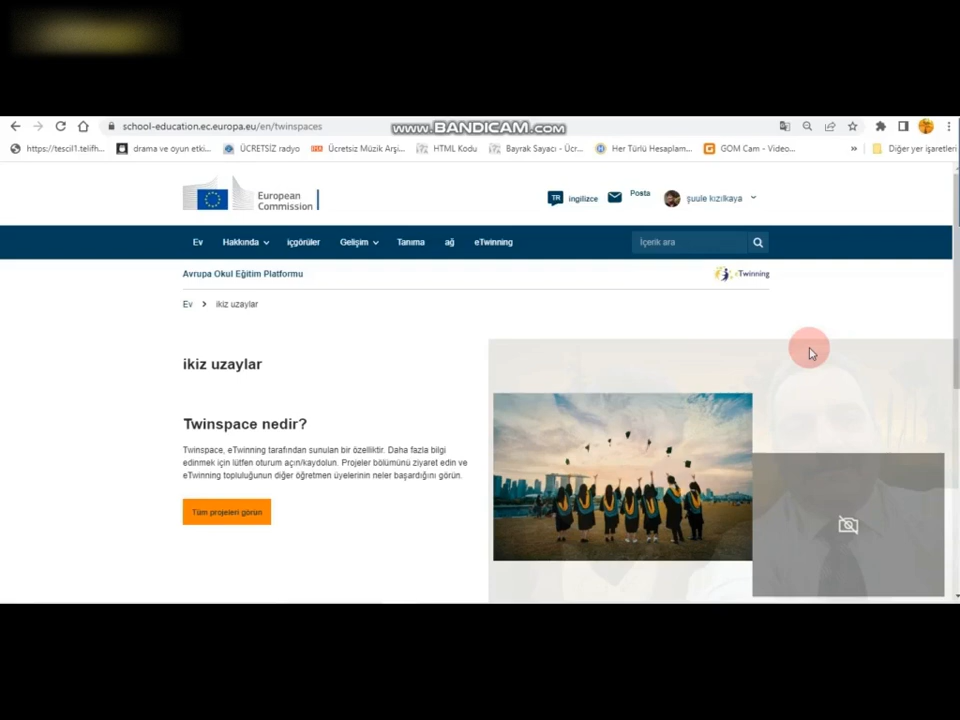 school-education.ec.europa.eu/en/twinspaces
www.BANDICAM.com
https://tescil1.telifh...
drama ve oyun etki...
ÜCRETSİZ radyo
Ücretsiz Müzik Arşi...
HTML Kodu
Bayrak Sayacı - Ücr...
Her Türlü Hesaplam...
GOM Cam - Video...
»
Diğer yer işaretleri
European
Commission
TR
ingilizce
Posta
şuule kızılkaya
Ev
Hakkında
içgörüler
Gelişim
Tanıma
ağ
eTwinning
İçerik ara
Avrupa Okul Eğitim Platformu
eTwinning
Ev > ikiz uzaylar
ikiz uzaylar
Twinspace nedir?
Twinspace, eTwinning tarafından sunulan bir özelliktir. Daha fazla bilgi
edinmek için lütfen oturum açın/kaydolun. Projeler bölümünü ziyaret edin ve
eTwinning topluluğunun diğer öğretmen üyelerinin neler başardığını görün.
Tüm projeleri görün